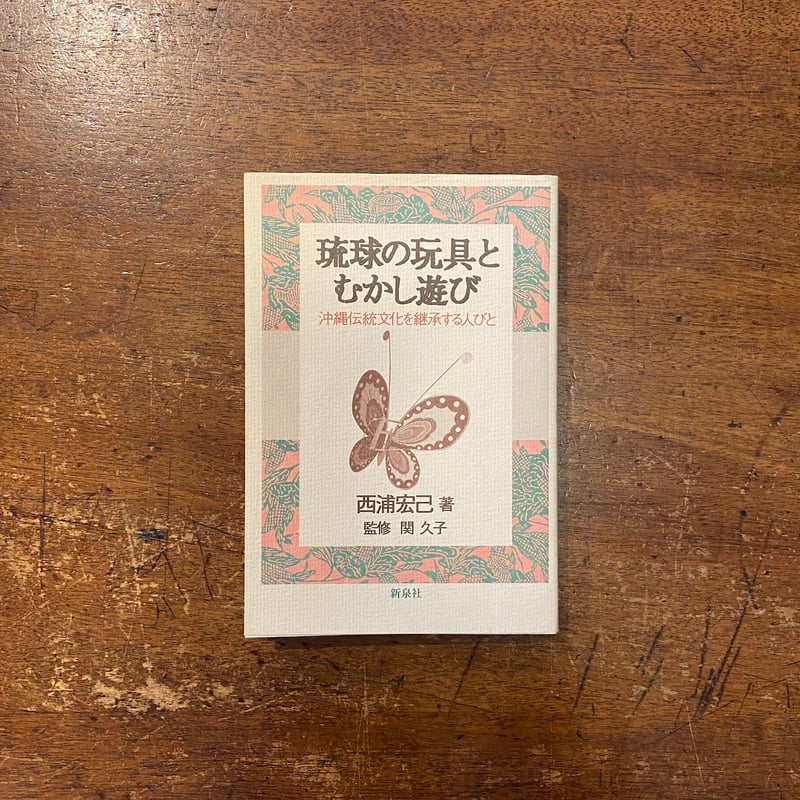 琉球の玩具と
むかし遊び
沖縄伝統文化を継承する人びと
西浦宏己 著
監修 関 久子
新泉社